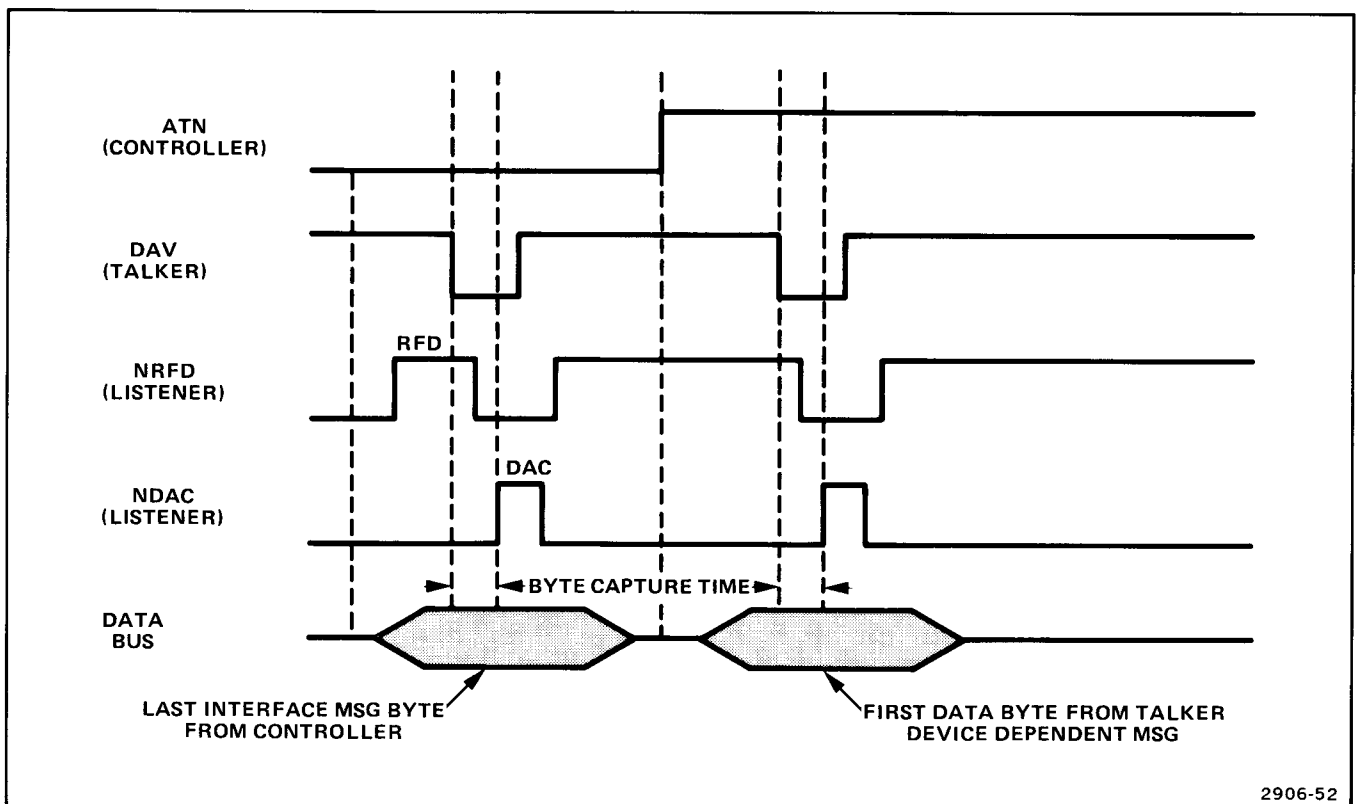 ATN
(CONTROLLER)
DAV
(TALKER)
RFD
NRFD
(LISTENER)
DAC
NDAC
(LISTENER)
BYTE CAPTURE TIME
DATA
BUS
LAST INTERFACE MSG BYTE
FROM CONTROLLER
FIRST DATA BYTE FROM TALKER
DEVICE DEPENDENT MSG
2906-52